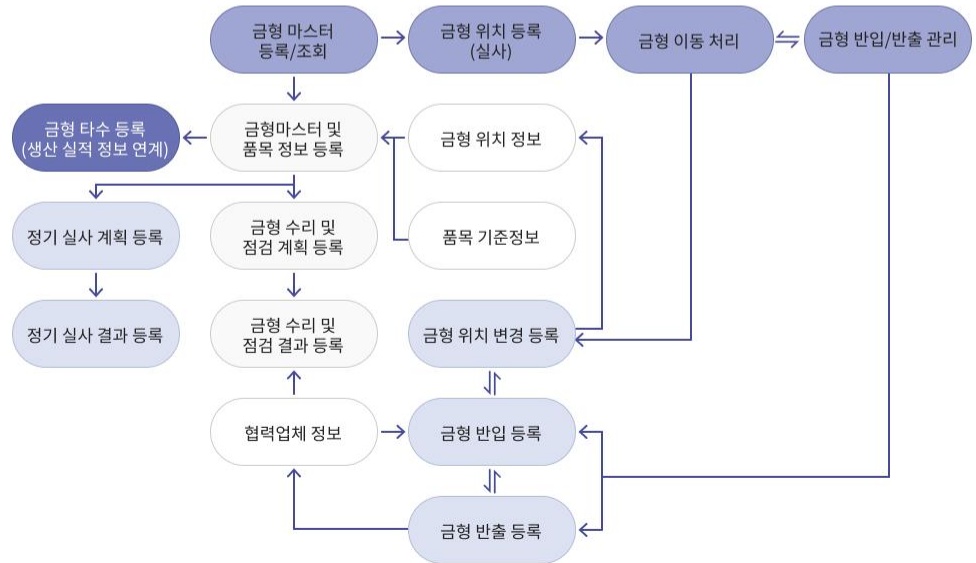 금형 마스터
등록/조회
금형 위치 등록
(실사)
금형 이동 처리
금형 반입/반출 관리
금형 타수 등록
(생산 실적 정보 연계)
금형마스터 및
품목 정보 등록
금형 위치 정보
정기 실사 계획 등록
금형 수리 및
점검 계획 등록
품목 기준정보
정기 실사 결과 등록
금형 수리 및
점검 결과 등록
금형 위치 변경 등록
협력업체 정보
금형 반입 등록
금형 반출 등록